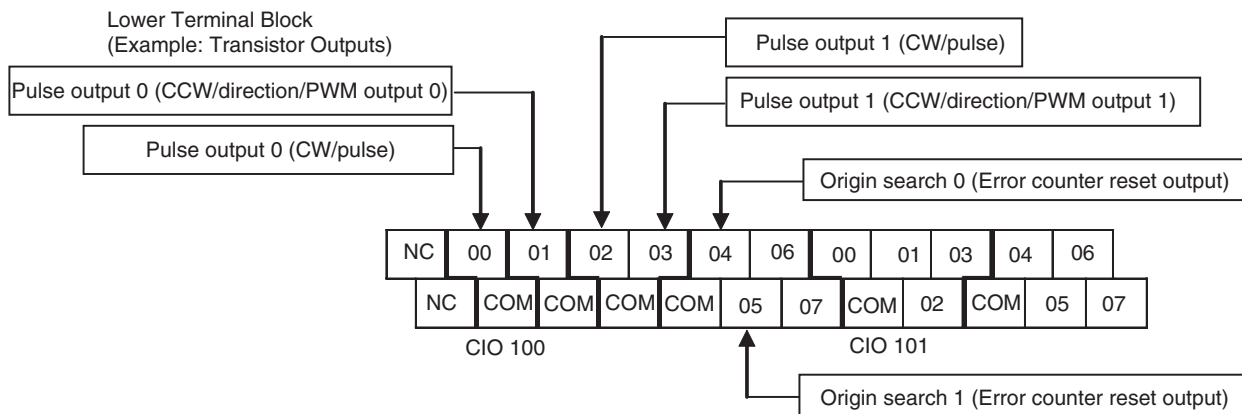 Lower Terminal Block
(Example: Transistor Outputs)
Pulse output 1 (CW/pulse)
Pulse output 0 (CCW/direction/PWM output 0)
Pulse output 1 (CCW/direction/PWM output 1)
Pulse output 0 (CW/pulse)
Origin search 0 (Error counter reset output)
NC 00 01 02 03 04 06 00 01 03 04 06
NC COM COM COM COM 05 07 COM 02 COM 05 07
CIO 100 CIO 101
Origin search 1 (Error counter reset output)